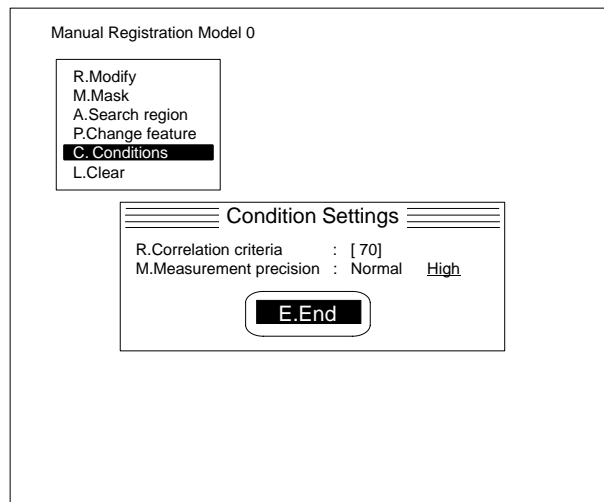 Manual Registration Model 0
R.Modify
M.Mask
A.Search region
P.Change feature
C. Conditions
L.Clear
Condition Settings
R.Correlation criteria : [ 70]
M.Measurement precision : Normal High
E.End